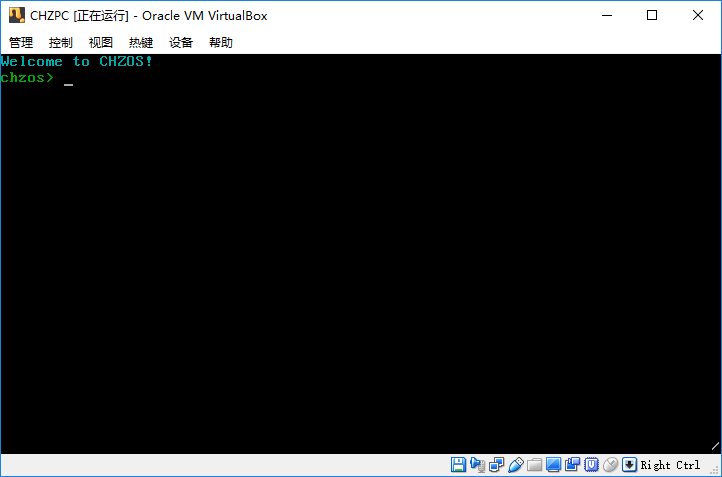 CHZPC [正在运行] - Oracle VM VirtualBox
管理 控制 视图 热键 设备 帮助
Welcome to CHZOS!
chzos> _
Right Ctrl